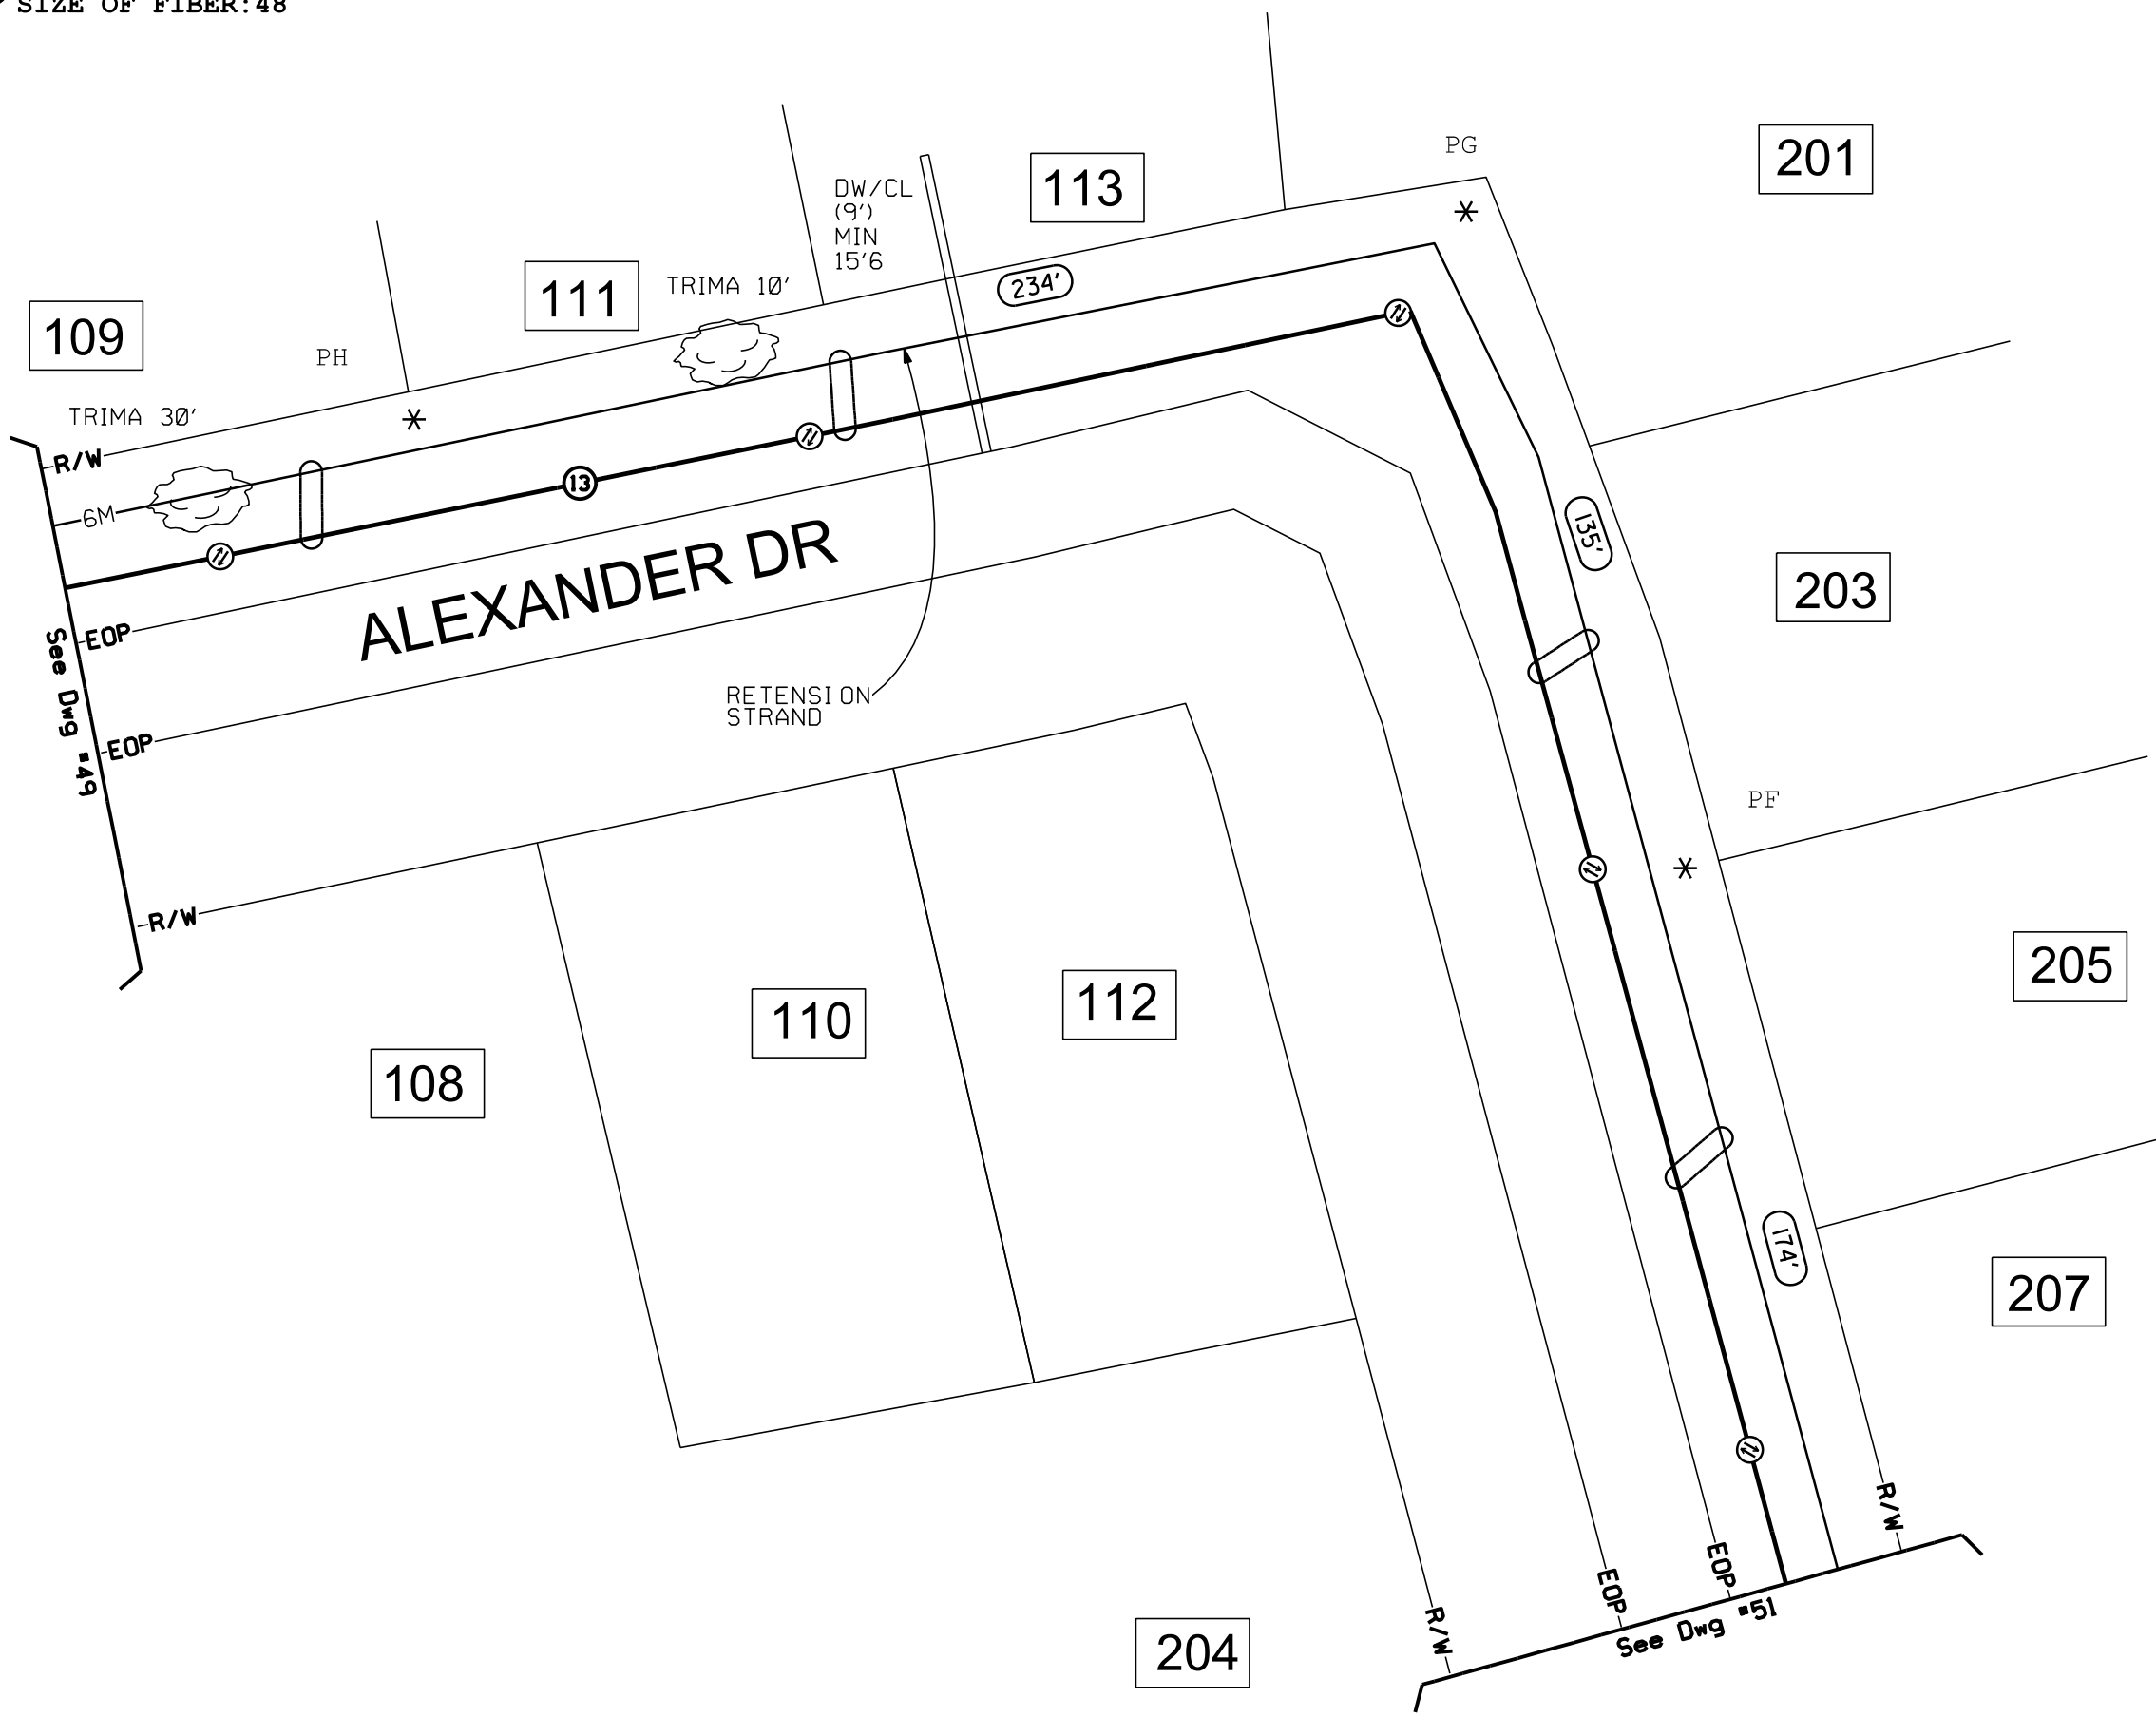 SIZE OF FIBER:48
PG
201
113
DW/CL
(9')
MIN
15'6
234'
111
TRIMA 10'
109
PH
TRIMA 30'
R/W
6M
13
135'
ALEXANDER DR
203
EOP
See Dwg #49
EOP
RETENSION
STRAND
PF
R/W
205
110
112
108
174'
207
R/W
EOP
EOP
R/W
See Dwg #51
204